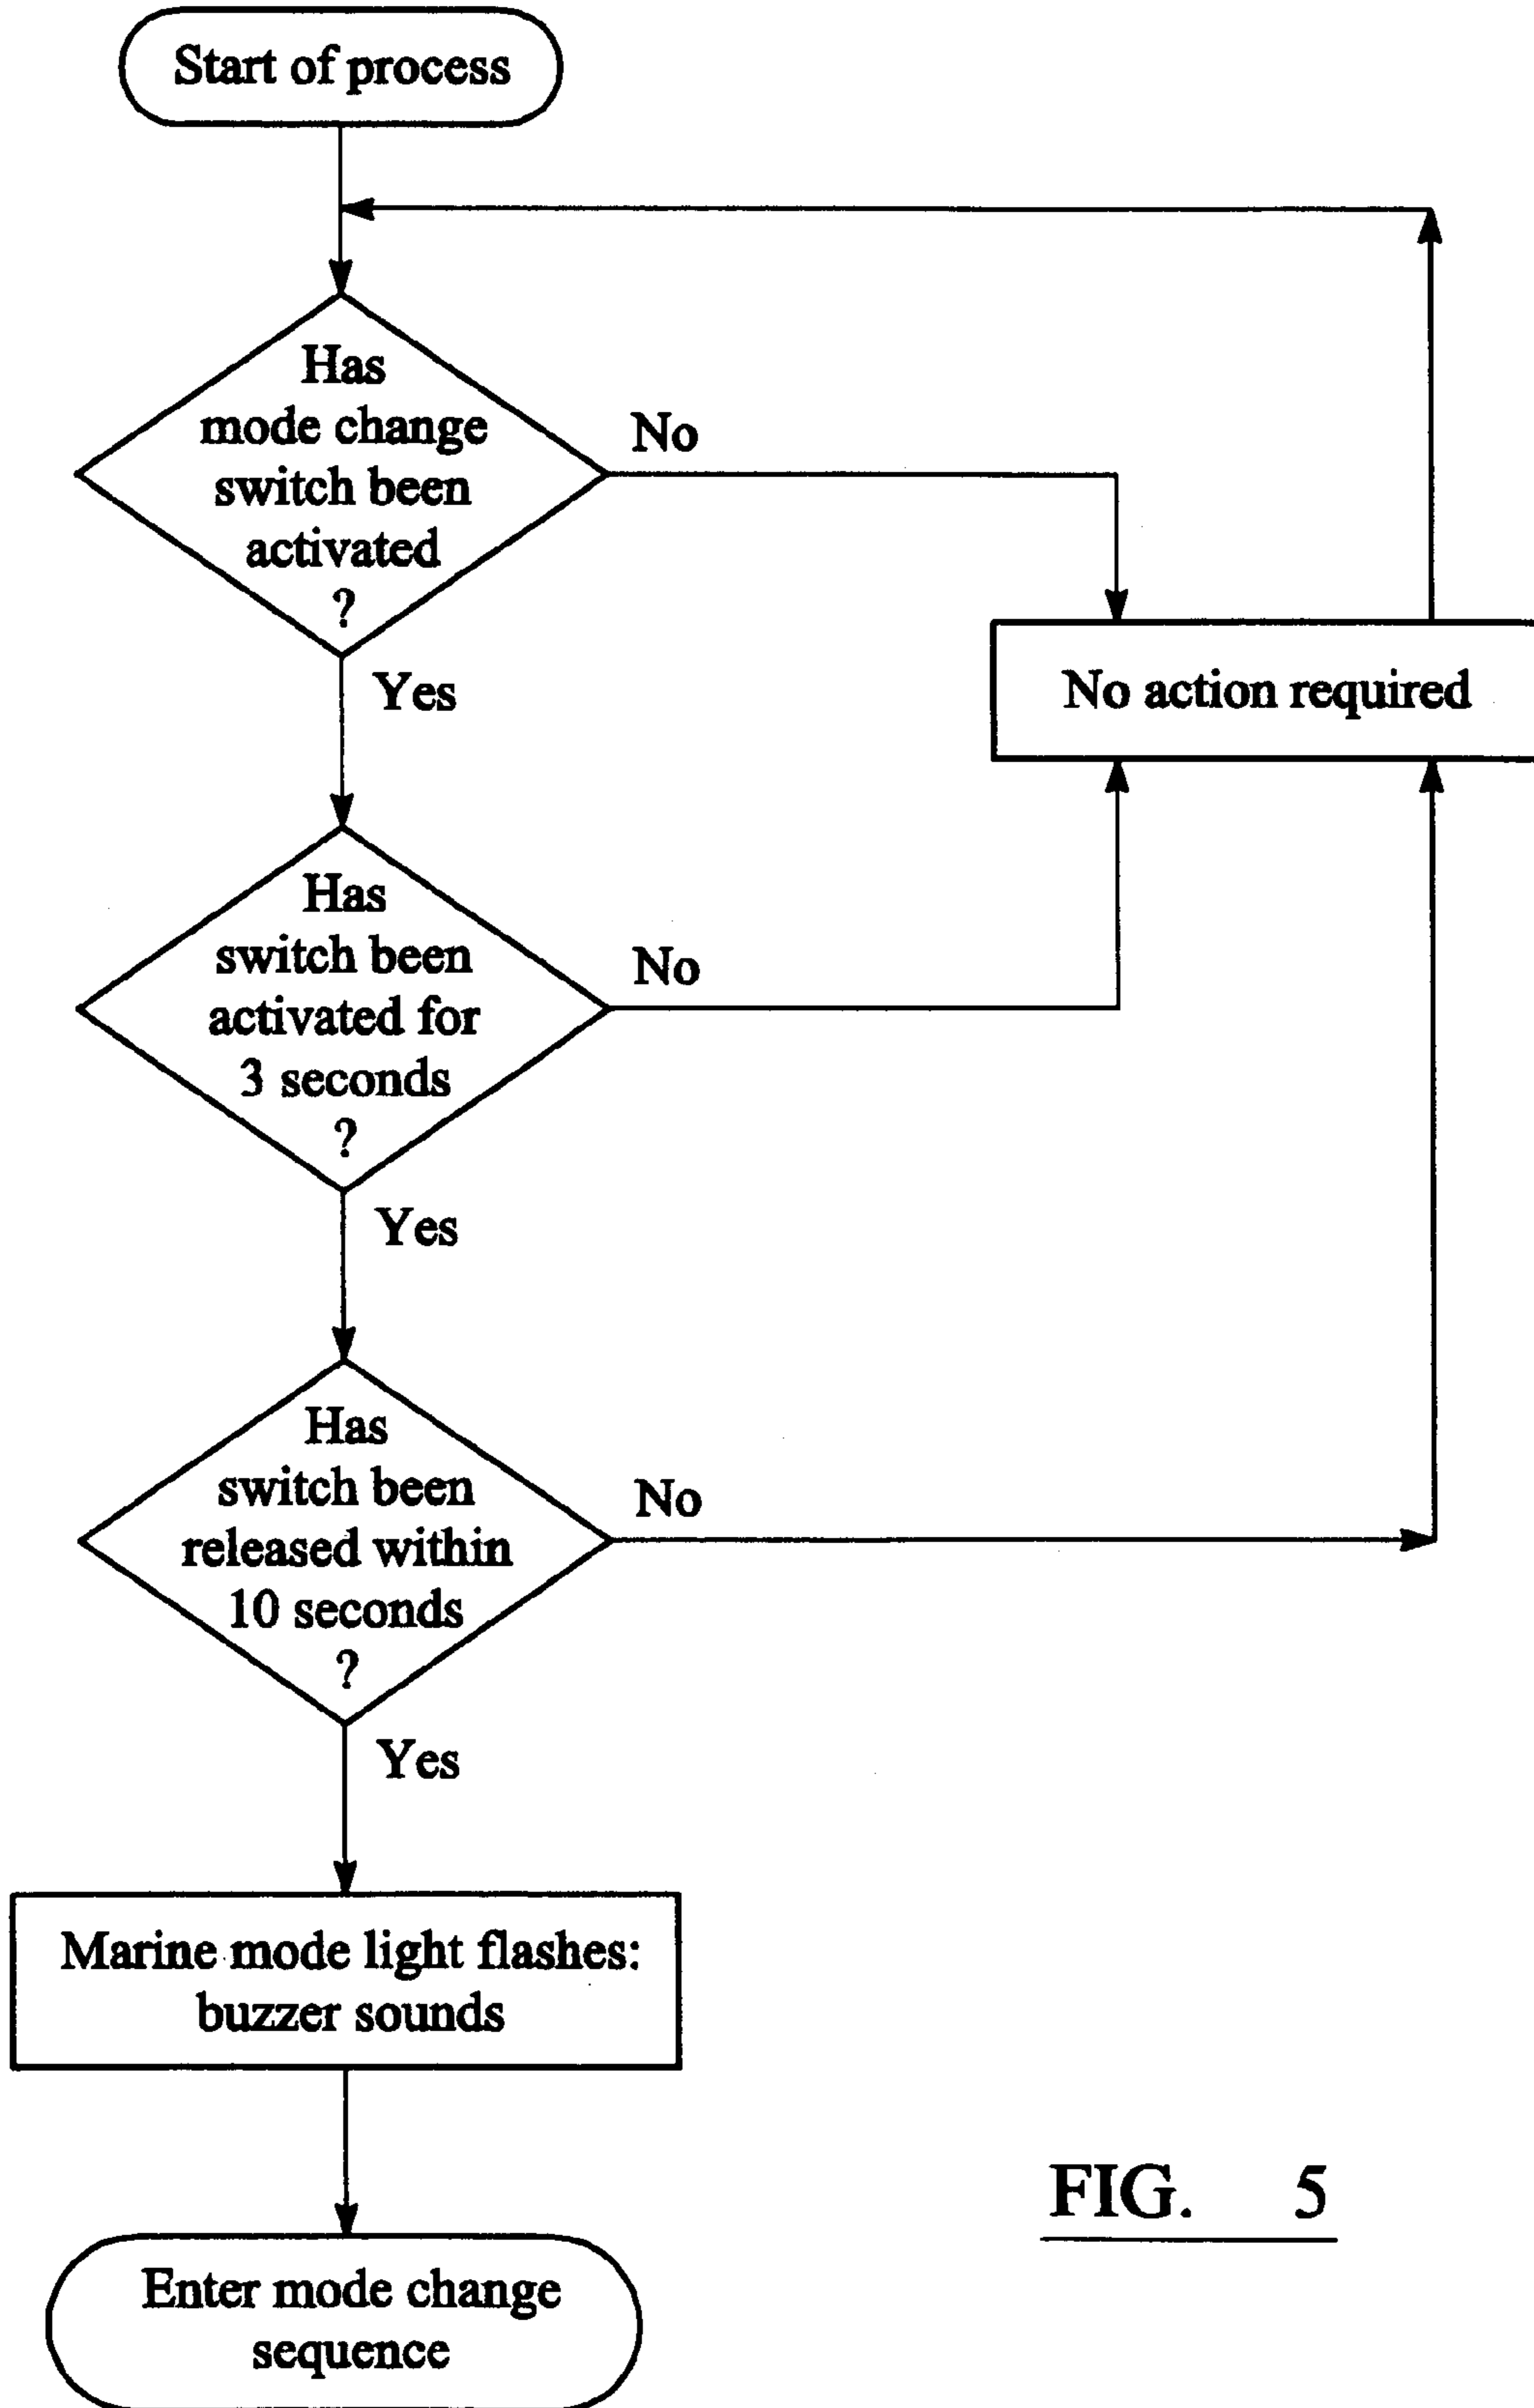 Start of process
Has
mode change
switch been
activated
?
No
Yes
No action required
Has
switch been
activated for
3 seconds
?
No
Yes
Has
switch been
released within
10 seconds
?
No
Yes
Marine mode light flashes:
buzzer sounds
Enter mode change
sequence
FIG. 5